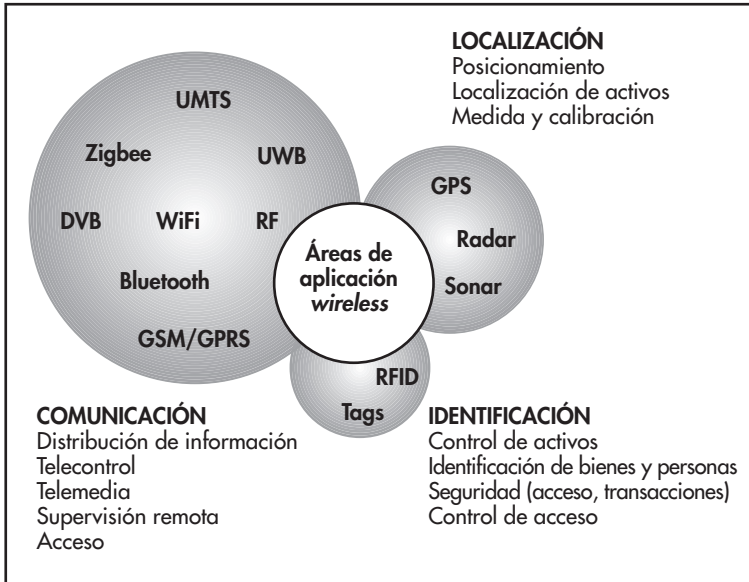 LOCALIZACIÓN
Posicionamiento
Localización de activos
Medida y calibración
UMTS
Zigbee
UWB
DVB
WiFi
RF
Bluetooth
GSM/GPRS
GPS
Radar
Sonar
Áreas de
aplicación
wireless
RFID
Tags
COMUNICACIÓN
Distribución de información
Telecontrol
Telemedia
Supervisión remota
Acceso
IDENTIFICACIÓN
Control de activos
Identificación de bienes y personas
Seguridad (acceso, transacciones)
Control de acceso